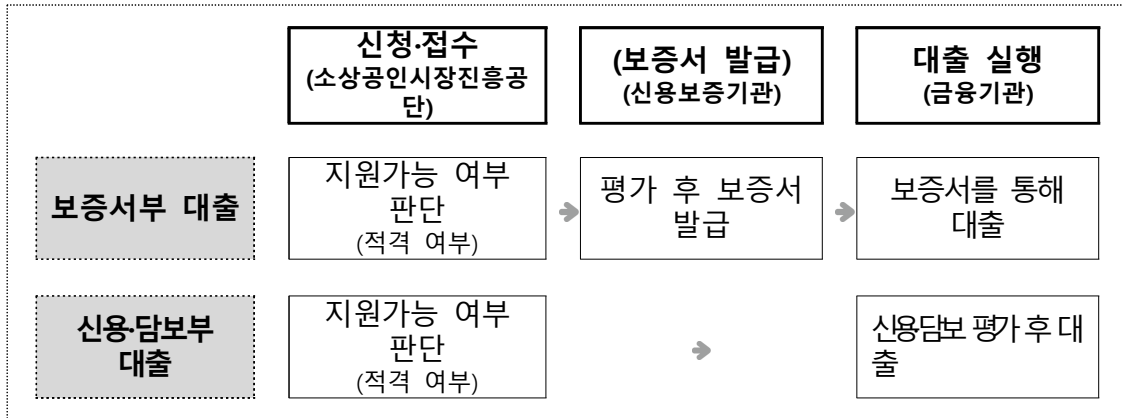 신청·접수
(소상공인시장진흥공
단)
(보증서 발급)
(신용보증기관)
대출 실행
(금융기관)
보증서부 대출
지원가능 여부
판단
(적격 여부)
평가 후 보증서
발급
보증서를 통해
대출
신용·담보부
대출
지원가능 여부
판단
(적격 여부)
신용·담보 평가 후 대
출